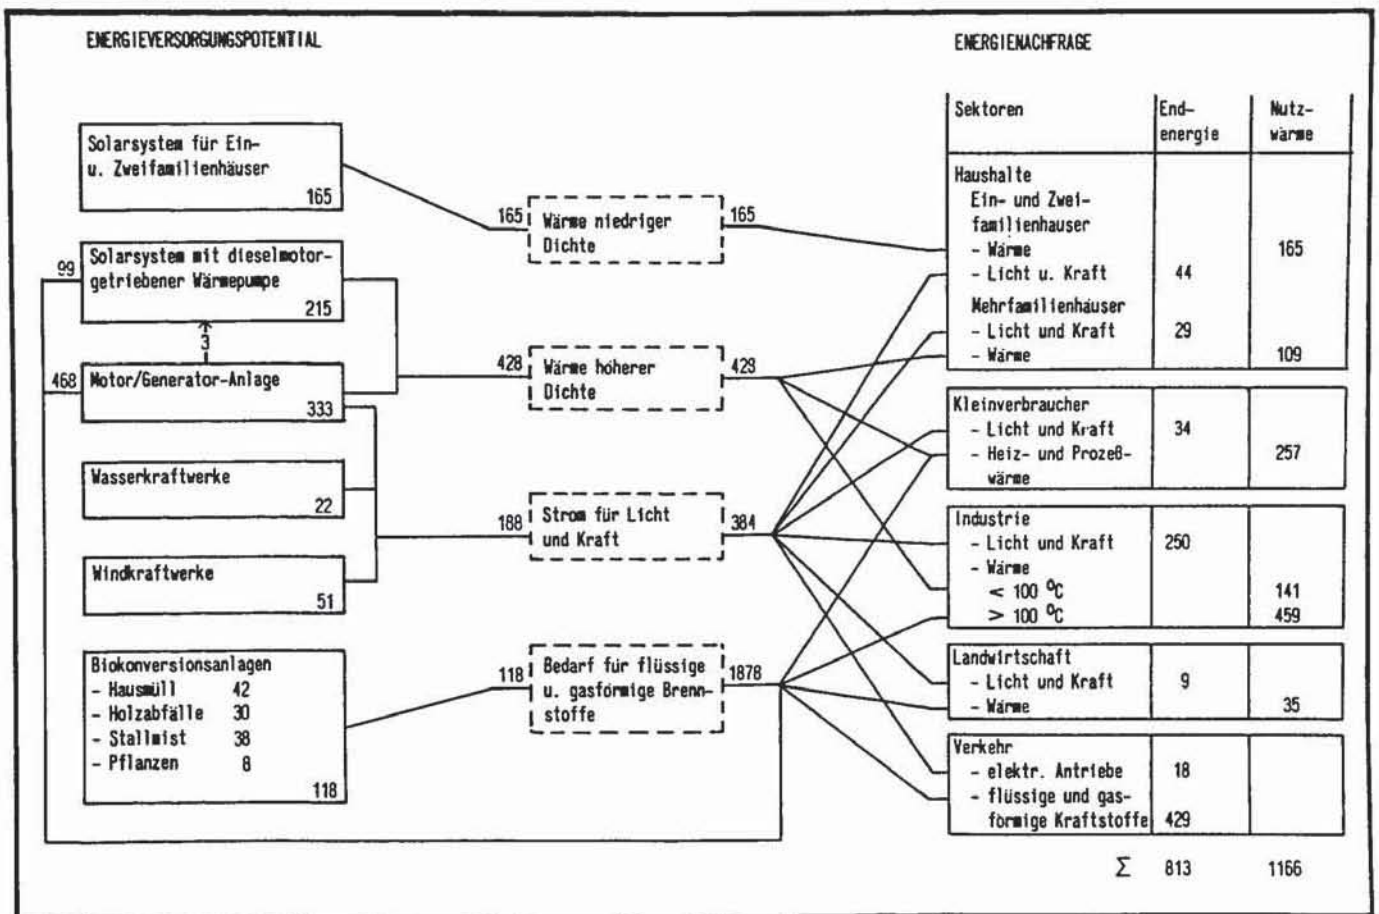 ENERGIEVERSORGUNGSPOTENTIAL
Solarsystem für Ein-
u. Zweifamilienhäuser
165
99
Solarsystem mit dieselmotor-
getriebener Wärmepumpe
215
3
468
Motor/Generator-Anlage
333
Wasserkraftwerke
22
Windkraftwerke
51
Biokonversionsanlagen
- Hausmüll 42
- Holzabfälle 30
- Stallmist 38
- Pflanzen 8
118
165
Wärme niedriger
Dichte
165
428
Wärme höherer
Dichte
429
188
Strom für Licht
und Kraft
384
118
Bedarf für flüssige
u. gasförmige Brenn-
stoffe
1878
ENERGIENACHFRAGE
Sektoren End- Nutz-
energie wärme
Haushalte
Ein- und Zwei-
familienhauser
- Wärme 165
- Licht u. Kraft 44
Mehrfamilienhäuser
- Licht und Kraft 29
- Wärme 109
Kleinverbraucher
- Licht und Kraft 34
- Heiz- und Prozeß- 257
wärme
Industrie
- Licht und Kraft 250
- Wärme
< 100 °C 141
> 100 °C 459
Landwirtschaft
- Licht und Kraft 9
- Wärme 35
Verkehr
- elektr. Antriebe 18
- flüssige und gas-
förmige Kraftstoffe 429
Σ 813 1166